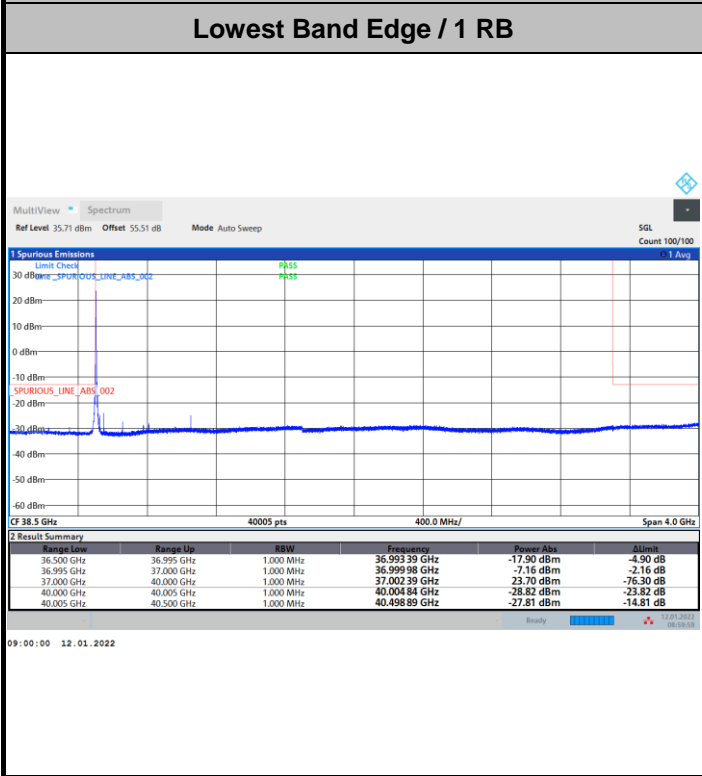 Lowest Band Edge / 1 RB
MultiView Spectrum
Ref Level 35.71 dBm Offset 55.51 dB Mode Auto Sweep SGL
Count 100/100
1 Spurious Emissions 1 Avg
Limit Check PASS
30 dBm Line _SPURIOUS_LINE_ABS_002 PASS
20 dBm
10 dBm
0 dBm
-10 dBm
_SPURIOUS_LINE_ABS_002
-20 dBm
-30 dBm
-40 dBm
-50 dBm
-60 dBm
CF 38.5 GHz 40005 pts 400.0 MHz/ Span 4.0 GHz
2 Result Summary
Range Low Range Up RBW Frequency Power Abs ΔLimit
36.500 GHz 36.995 GHz 1.000 MHz 36.993 39 GHz -17.90 dBm -4.90 dB
36.995 GHz 37.000 GHz 1.000 MHz 36.999 98 GHz -7.16 dBm -2.16 dB
37.000 GHz 40.000 GHz 1.000 MHz 37.002 39 GHz 23.70 dBm -76.30 dB
40.000 GHz 40.005 GHz 1.000 MHz 40.004 84 GHz -28.82 dBm -23.82 dB
40.005 GHz 40.500 GHz 1.000 MHz 40.498 89 GHz -27.81 dBm -14.81 dB
Ready 12.01.2022
08:58:59
09:00:00 12.01.2022